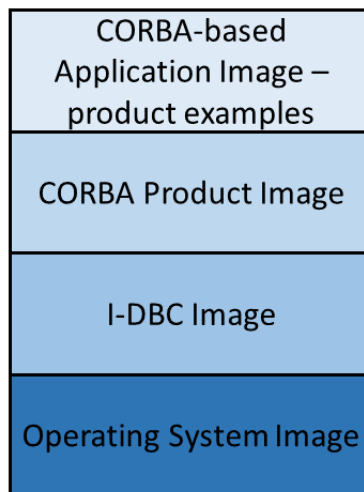 CORBA-based
Application Image –
product examples
CORBA Product Image
I-DBC Image
Operating System Image